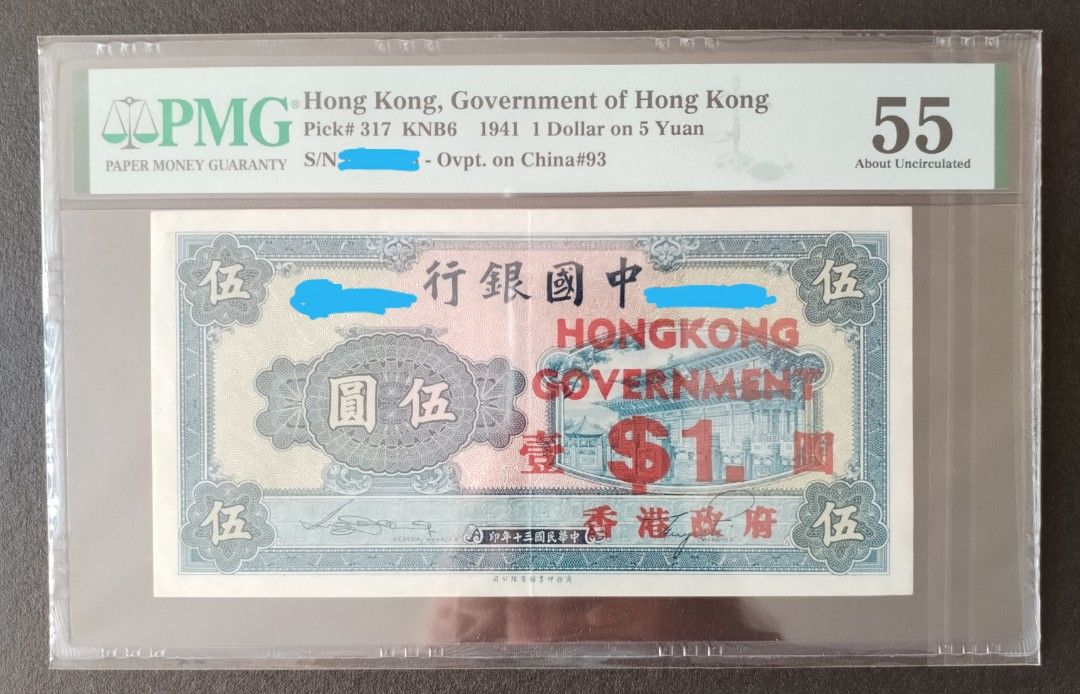 PMG®
PAPER MONEY GUARANTY
Hong Kong, Government of Hong Kong
Pick# 317 KNB6 1941 1 Dollar on 5 Yuan
S/N - Ovpt. on China#93
55
About Uncirculated
伍 伍
行銀國中
HONGKONG
GOVERNMENT
圓伍
壹 $1. 圓
香港政府
伍 伍
印年十三國民華中